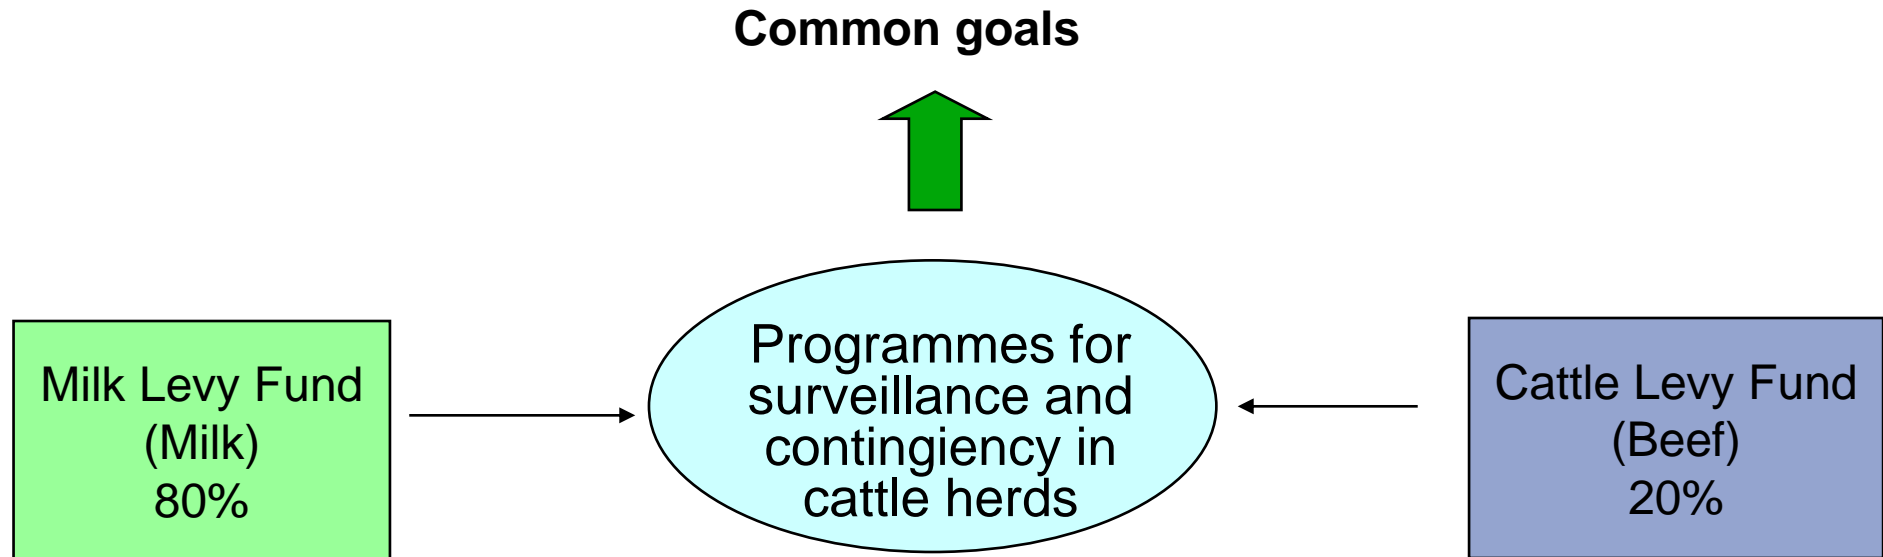 Common goals
Milk Levy Fund
(Milk)
80%
Programmes for
surveillance and
contingiency in
cattle herds
Cattle Levy Fund
(Beef)
20%